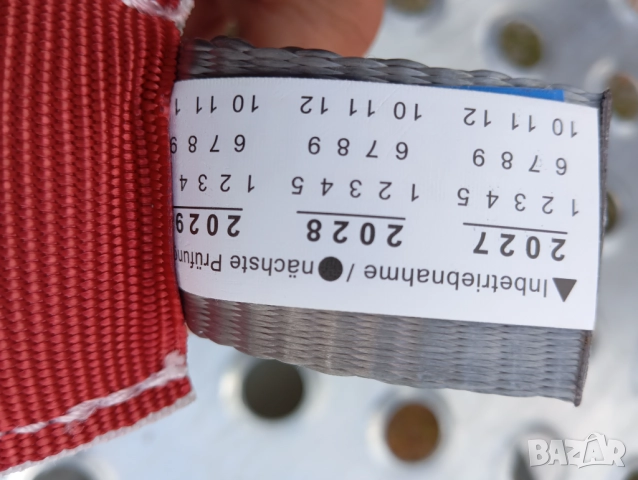 ▲Inbetriebnahme / ●nächste Prüfun
2027 2028 2029
1 2 3 4 5 1 2 3 4 5 1 2 3 4
6 7 8 9 6 7 8 9 6 7 8 9
10 11 12 10 11 12 10 11 1
BAZAR